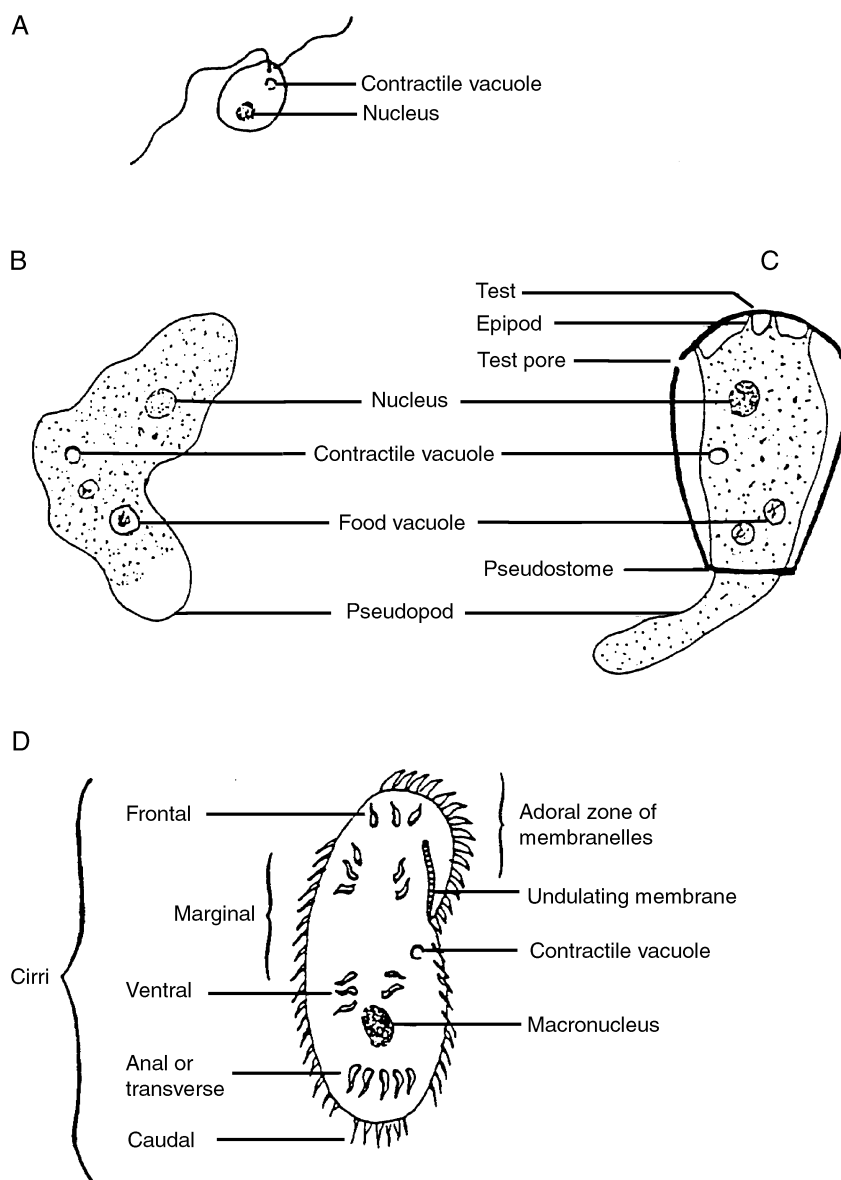 A
Contractile vacuole
Nucleus
B
C
Test
Epipod
Test pore
Nucleus
Contractile vacuole
Food vacuole
Pseudostome
Pseudopod
D
Frontal
Adoral zone of
membranelles
Undulating membrane
Marginal
Contractile vacuole
Cirri
Ventral
Macronucleus
Anal or
transverse
Caudal